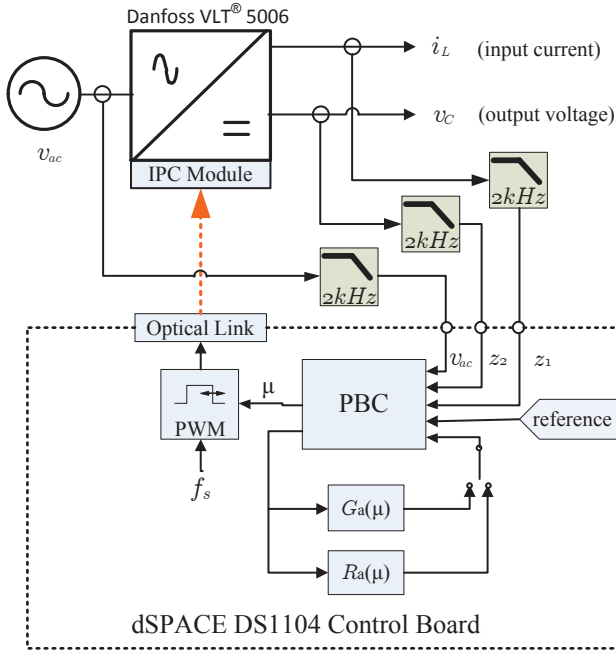 Danfoss VLT® 5006
i_L (input current)
v_C (output voltage)
v_ac
IPC Module
2kHz
2kHz
2kHz
Optical Link
v_ac z_2 z_1
μ
PBC
reference
PWM
f_s
G_a(μ)
R_a(μ)
dSPACE DS1104 Control Board